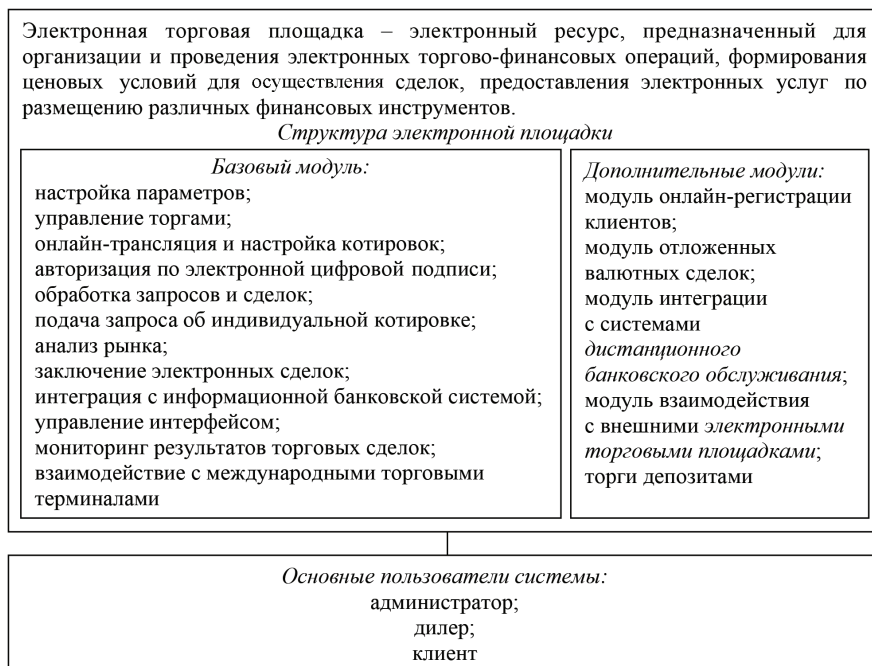 Электронная торговая площадка – электронный ресурс, предназначенный для
организации и проведения электронных торгово-финансовых операций, формирования
ценовых условий для осуществления сделок, предоставления электронных услуг по
размещению различных финансовых инструментов.
Структура электронной площадки
Базовый модуль:
настройка параметров;
управление торгами;
онлайн-трансляция и настройка котировок;
авторизация по электронной цифровой подписи;
обработка запросов и сделок;
подача запроса об индивидуальной котировке;
анализ рынка;
заключение электронных сделок;
интеграция с информационной банковской системой;
управление интерфейсом;
мониторинг результатов торговых сделок;
взаимодействие с международными торговыми
терминалами
Дополнительные модули:
модуль онлайн-регистрации
клиентов;
модуль отложенных
валютных сделок;
модуль интеграции
с системами
дистанционного
банковского обслуживания;
модуль взаимодействия
с внешними электронными
торговыми площадками;
торги депозитами
Основные пользователи системы:
администратор;
дилер;
клиент